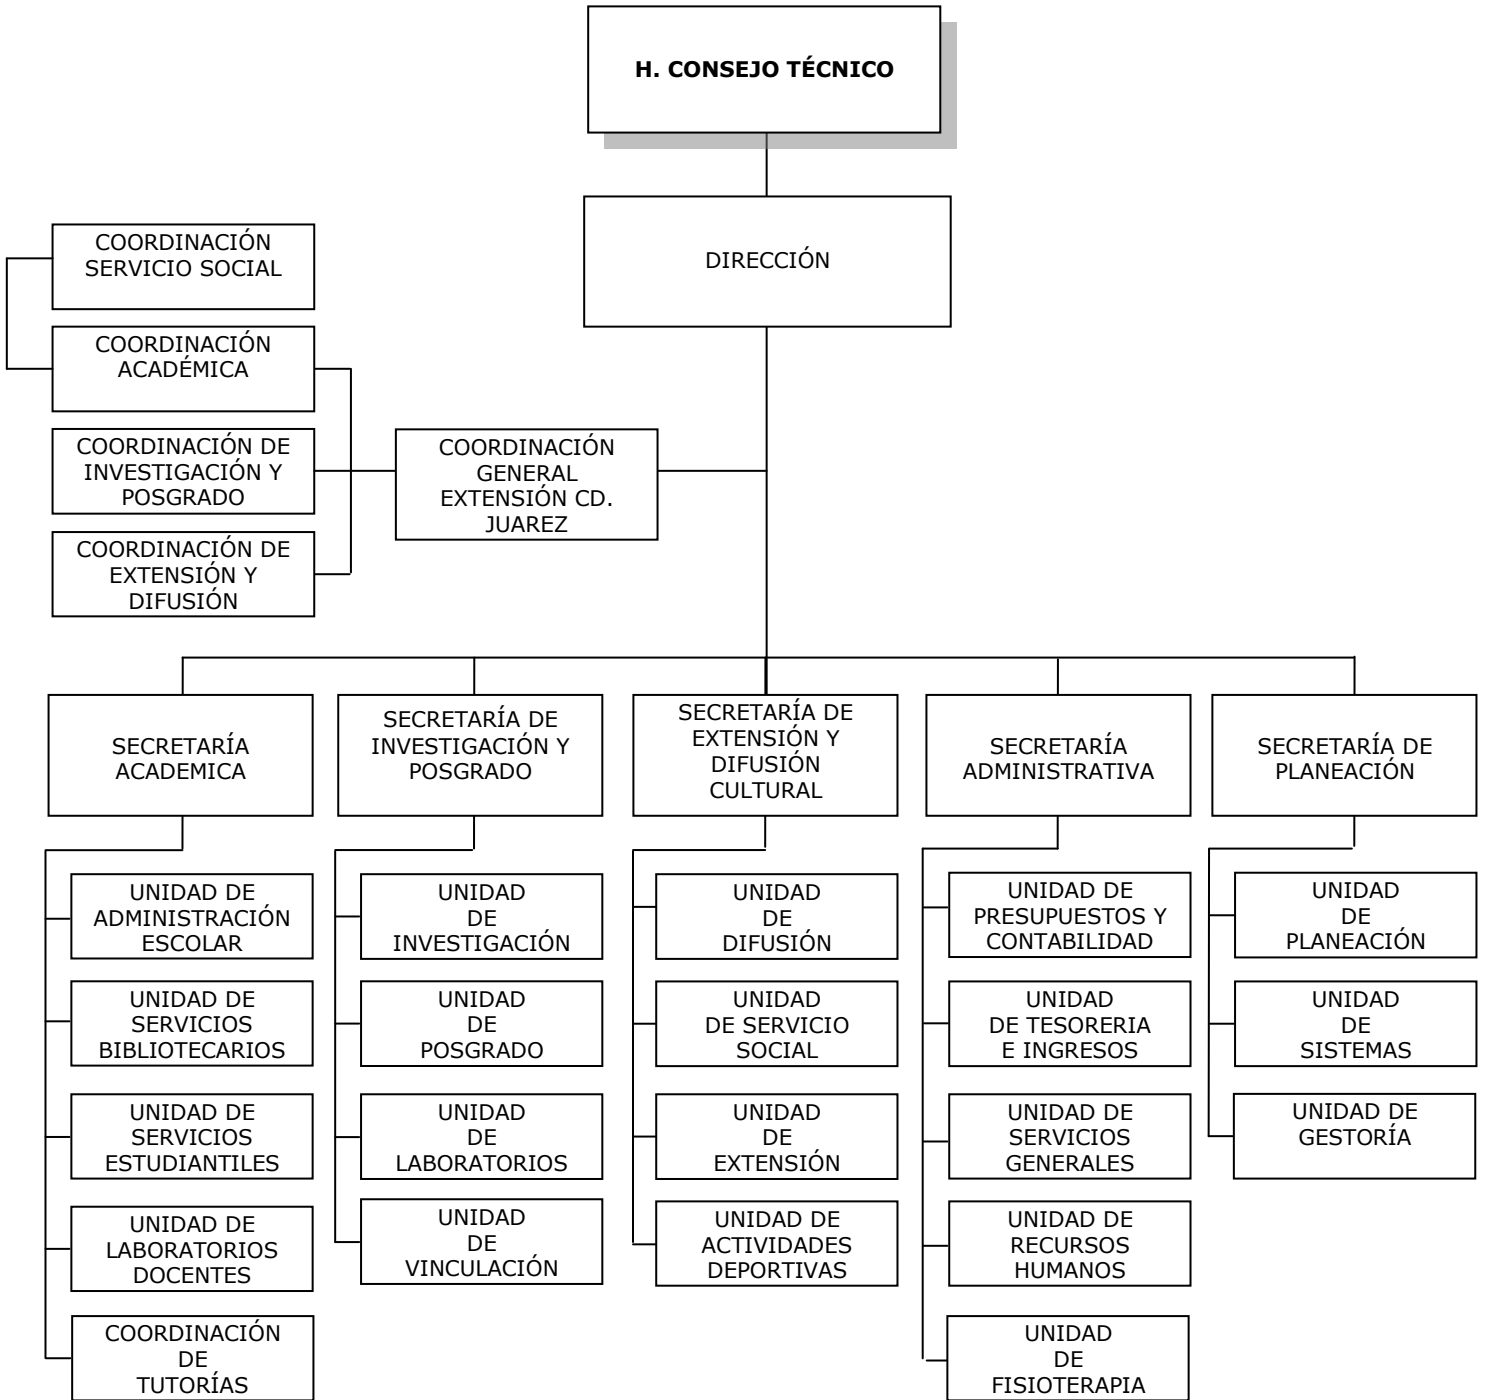 H. CONSEJO TÉCNICO
DIRECCIÓN
COORDINACIÓN
SERVICIO SOCIAL
COORDINACIÓN
ACADÉMICA
COORDINACIÓN DE
INVESTIGACIÓN Y
POSGRADO
COORDINACIÓN DE
EXTENSIÓN Y
DIFUSIÓN
COORDINACIÓN
GENERAL
EXTENSIÓN CD.
JUAREZ
SECRETARÍA
ACADEMICA
SECRETARÍA DE
INVESTIGACIÓN Y
POSGRADO
SECRETARÍA DE
EXTENSIÓN Y
DIFUSIÓN
CULTURAL
SECRETARÍA
ADMINISTRATIVA
SECRETARÍA DE
PLANEACIÓN
UNIDAD DE
ADMINISTRACIÓN
ESCOLAR
UNIDAD DE
SERVICIOS
BIBLIOTECARIOS
UNIDAD DE
SERVICIOS
ESTUDIANTILES
UNIDAD DE
LABORATORIOS
DOCENTES
COORDINACIÓN
DE
TUTORÍAS
UNIDAD
DE
INVESTIGACIÓN
UNIDAD
DE
POSGRADO
UNIDAD
DE
LABORATORIOS
UNIDAD
DE
VINCULACIÓN
UNIDAD
DE
DIFUSIÓN
UNIDAD
DE SERVICIO
SOCIAL
UNIDAD
DE
EXTENSIÓN
UNIDAD DE
ACTIVIDADES
DEPORTIVAS
UNIDAD DE
PRESUPUESTOS Y
CONTABILIDAD
UNIDAD
DE TESORERIA
E INGRESOS
UNIDAD DE
SERVICIOS
GENERALES
UNIDAD DE
RECURSOS
HUMANOS
UNIDAD
DE
FISIOTERAPIA
UNIDAD
DE
PLANEACIÓN
UNIDAD
DE
SISTEMAS
UNIDAD DE
GESTORÍA